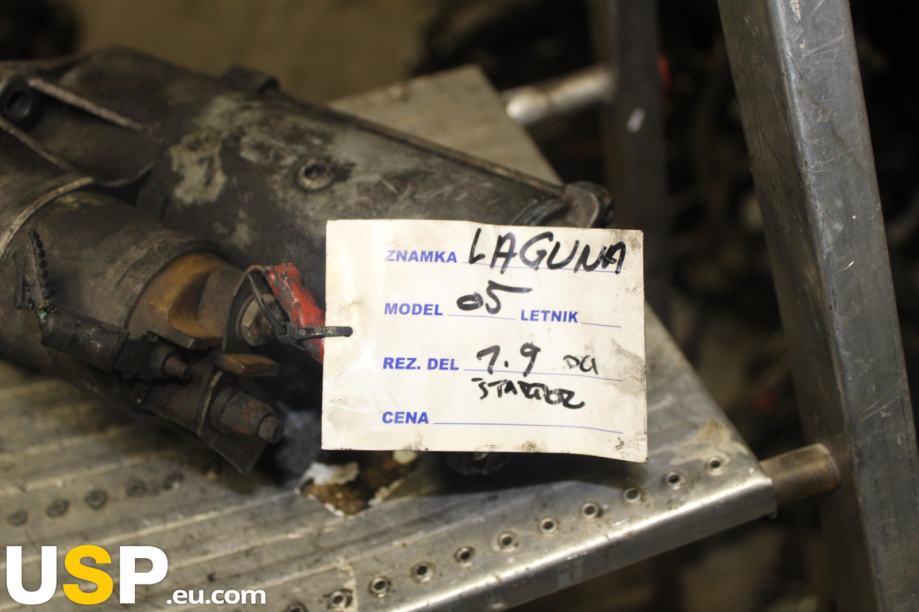 ZNAMKA LAGUNA
MODEL 05 LETNIK
REZ. DEL 1.9 DCI
STARTER
CENA
USP.eu.com